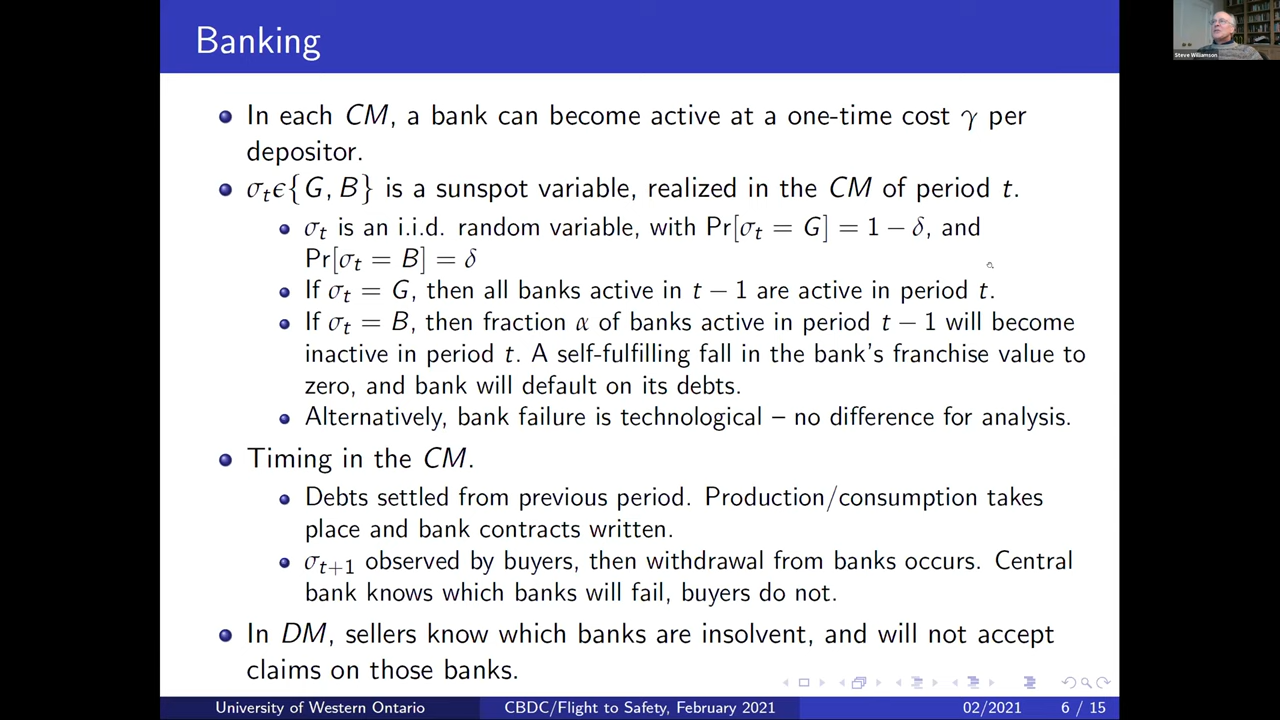 Banking
Steve Williamson
In each CM, a bank can become active at a one-time cost γ per
depositor.
σtϵ{G, B} is a sunspot variable, realized in the CM of period t.
σt is an i.i.d. random variable, with Pr[σt = G] = 1 − δ, and
Pr[σt = B] = δ
If σt = G, then all banks active in t − 1 are active in period t.
If σt = B, then fraction α of banks active in period t − 1 will become
inactive in period t. A self-fulfilling fall in the bank's franchise value to
zero, and bank will default on its debts.
Alternatively, bank failure is technological – no difference for analysis.
Timing in the CM.
Debts settled from previous period. Production/consumption takes
place and bank contracts written.
σt+1 observed by buyers, then withdrawal from banks occurs. Central
bank knows which banks will fail, buyers do not.
In DM, sellers know which banks are insolvent, and will not accept
claims on those banks.
University of Western Ontario CBDC/Flight to Safety, February 2021 02/2021 6 / 15